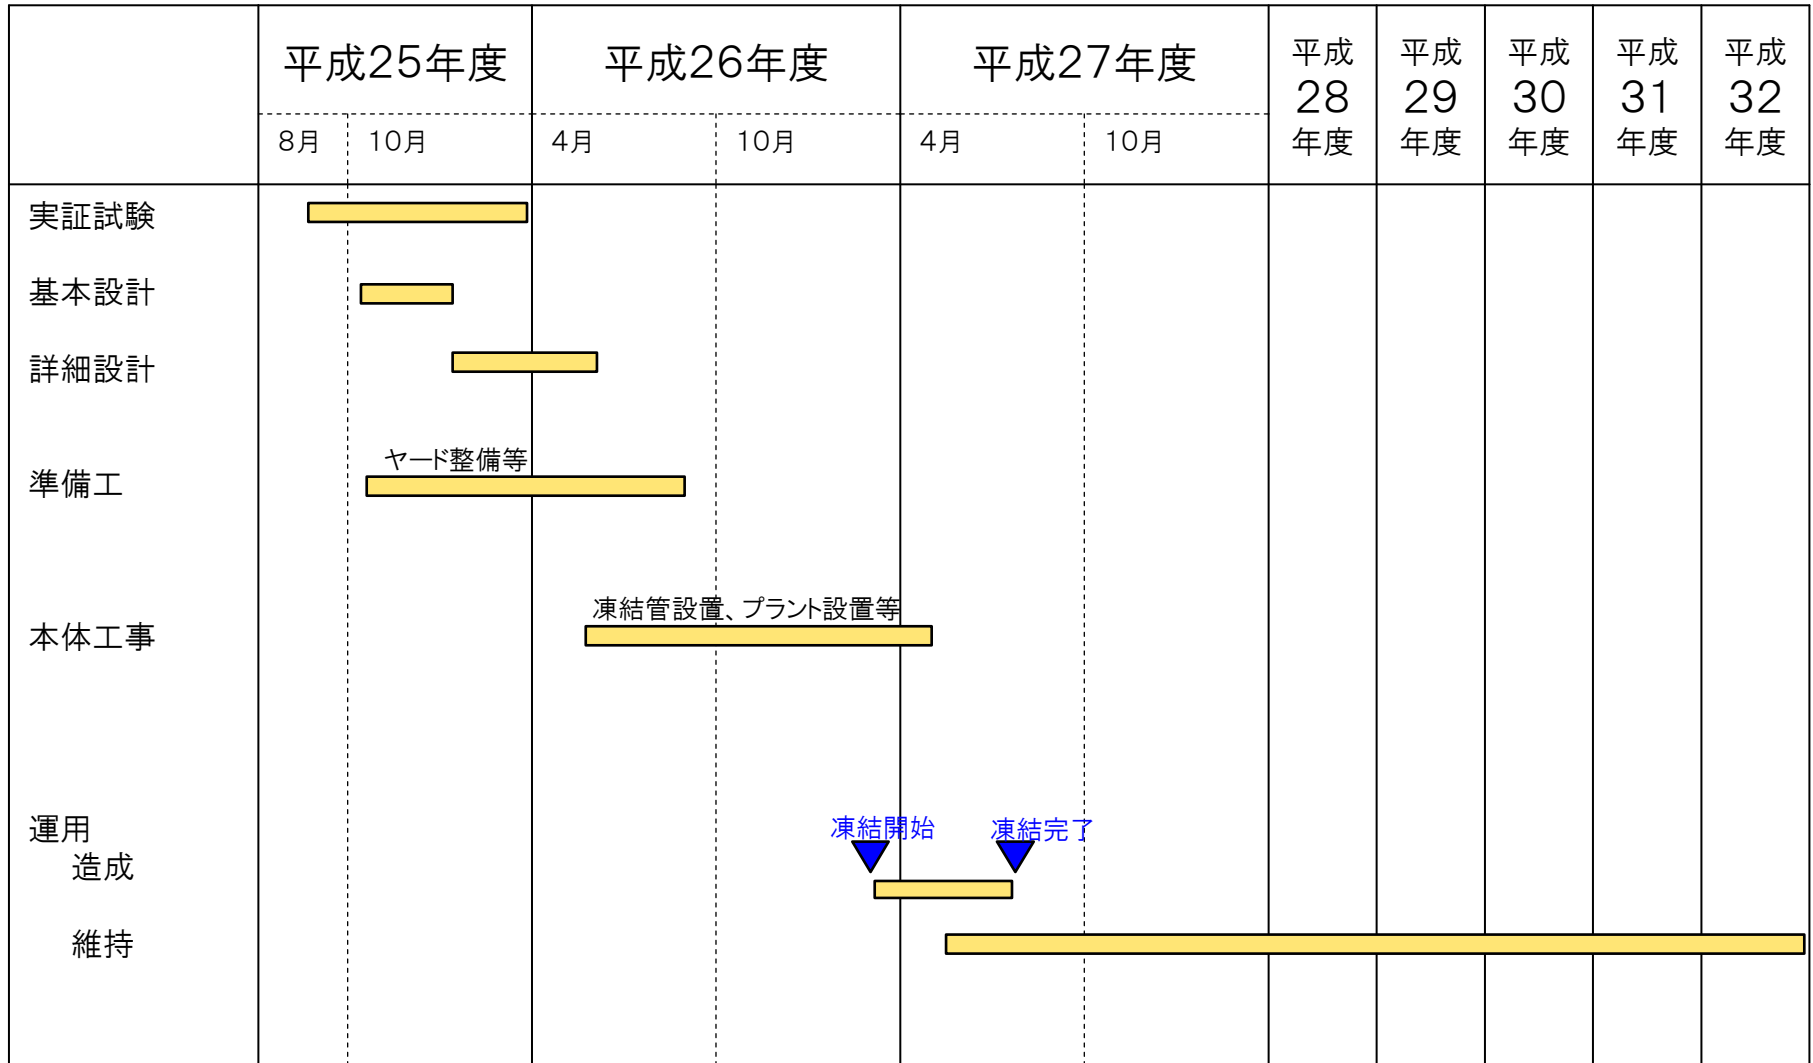 平成25年度
平成26年度
平成27年度
平成
28
年度
平成
29
年度
平成
30
年度
平成
31
年度
平成
32
年度
8月
10月
4月
10月
4月
10月
実証試験
基本設計
詳細設計
ヤード整備等
準備工
凍結管設置、プラント設置等
本体工事
運用
凍結開始
凍結完了
造成
維持